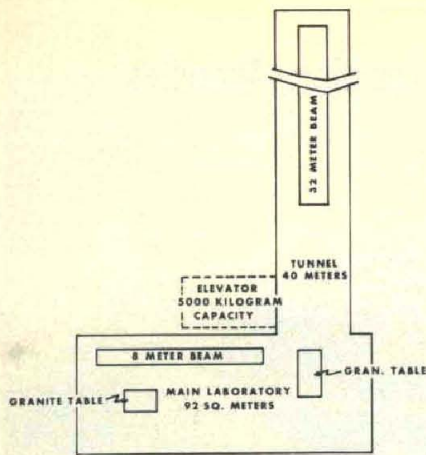 32 METER BEAM
TUNNEL
40 METERS
ELEVATOR
5000 KILOGRAM
CAPACITY
8 METER BEAM
GRAN. TABLE
GRANITE TABLE
MAIN LABORATORY
92 SQ. METERS